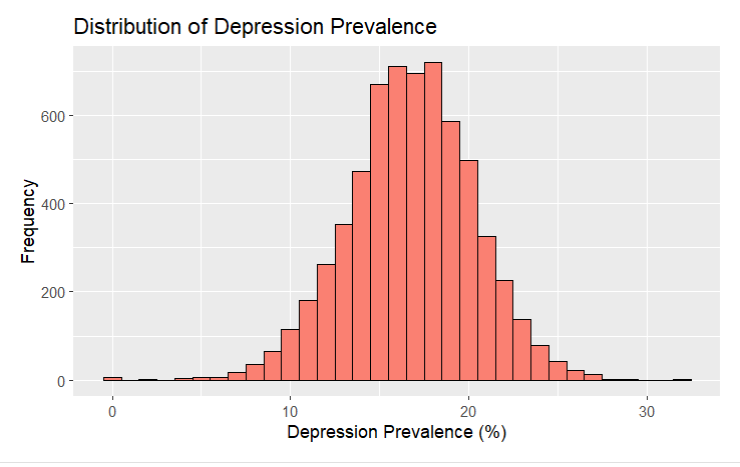 Distribution of Depression Prevalence
Frequency
600
400
200
0
0 10 20 30
Depression Prevalence (%)